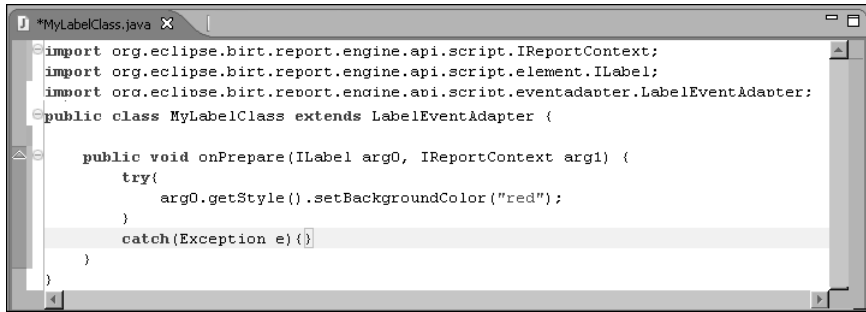 *MyLabelClass.java
import org.eclipse.birt.report.engine.api.script.IReportContext;
import org.eclipse.birt.report.engine.api.script.element.ILabel;
import org.eclipse.birt.report.engine.api.script.eventadapter.LabelEventAdapter;
public class MyLabelClass extends LabelEventAdapter {
public void onPrepare(ILabel arg0, IReportContext arg1) {
try{
arg0.getStyle().setBackgroundColor("red");
}
catch(Exception e){}
}
}